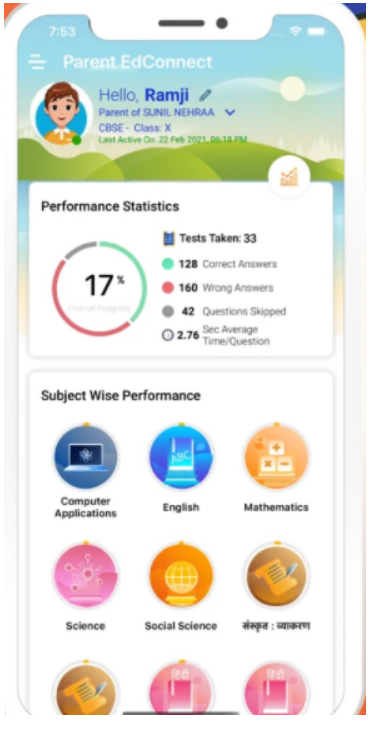 7:53
Parent EdConnect
Hello, Ramji
Parent of SUNIL NEHRAA
CBSE - Class: X
Last Active On: 22 Feb 2021, 06:18 PM
Performance Statistics
Tests Taken: 33
17%
Overall Progress
128 Correct Answers
160 Wrong Answers
42 Questions Skipped
2.76 Sec Average
Time/Question
Subject Wise Performance
ABC
Computer
Applications
English
Mathematics
Science
Social Science
संस्कृत : व्याकरण
हिंदी
हिंदी